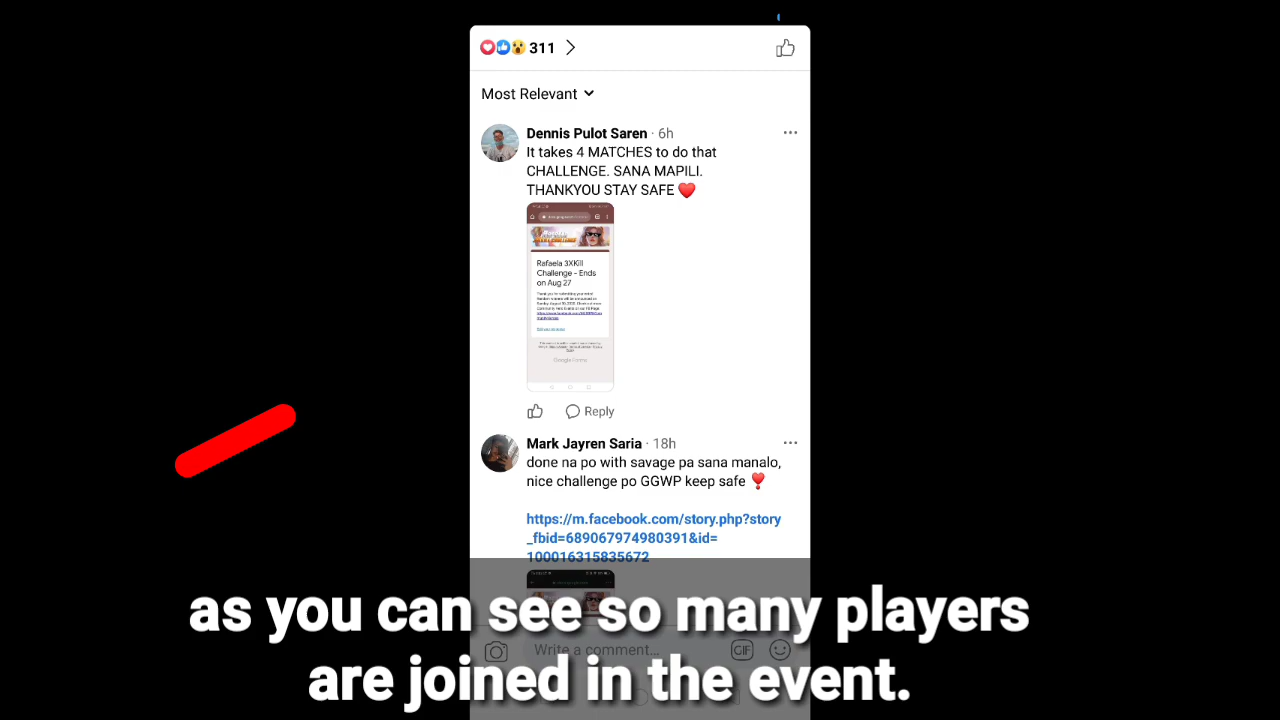 311
Most Relevant
Dennis Pulot Saren · 6h
It takes 4 MATCHES to do that
CHALLENGE. SANA MAPILI.
THANKYOU STAY SAFE
Rafaela 3XKill
Challenge - Ends
on Aug 27
Google Forms
Reply
Mark Jayren Saria · 18h
done na po with savage pa sana manalo,
nice challenge po GGWP keep safe
https://m.facebook.com/story.php?story
_fbid=689067974980391&id=
100016315835672
Write a comment...
GIF
as you can see so many players
are joined in the event.